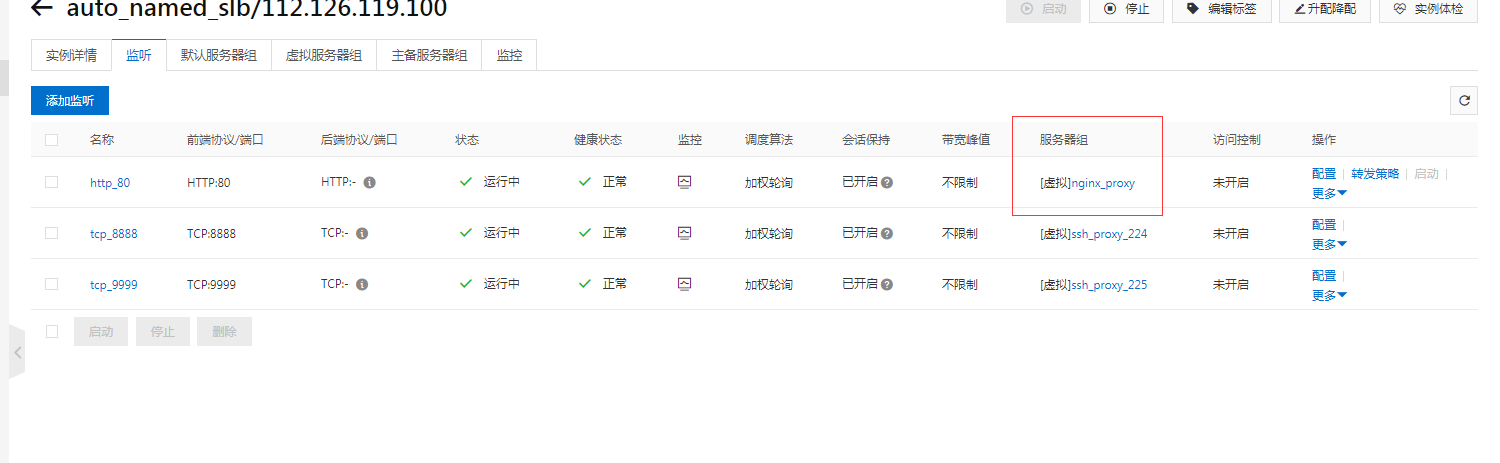 auto_named_slb/112.126.119.100
启动 停止 编辑标签 升配降配 实例体检
实例详情 监听 默认服务器组 虚拟服务器组 主备服务器组 监控
添加监听
名称 前端协议/端口 后端协议/端口 状态 健康状态 监控 调度算法 会话保持 带宽峰值 服务器组 访问控制 操作
http_80 HTTP:80 HTTP:- 运行中 正常 加权轮询 已开启 不限制 [虚拟]nginx_proxy 未开启 配置 转发策略 启动
更多
tcp_8888 TCP:8888 TCP:- 运行中 正常 加权轮询 已开启 不限制 [虚拟]ssh_proxy_224 未开启 配置
更多
tcp_9999 TCP:9999 TCP:- 运行中 正常 加权轮询 已开启 不限制 [虚拟]ssh_proxy_225 未开启 配置
更多
启动 停止 删除